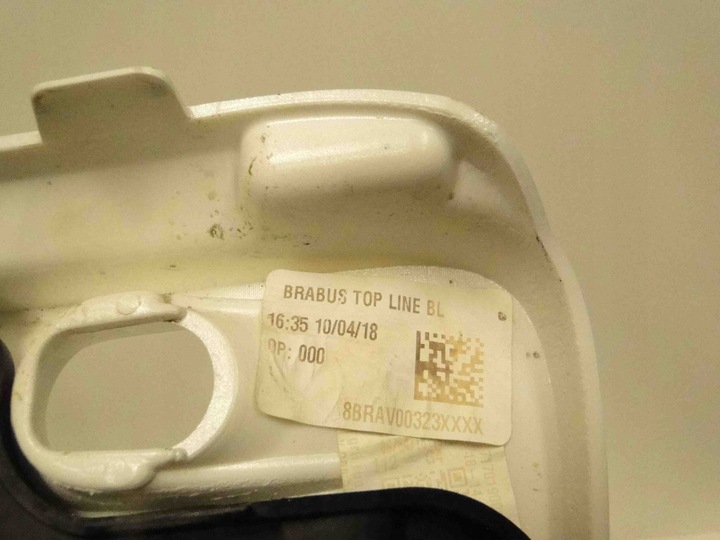 BRABUS TOP LINE BL
16:35 10/04/18
OP: 000
8BRAV00323XXXX